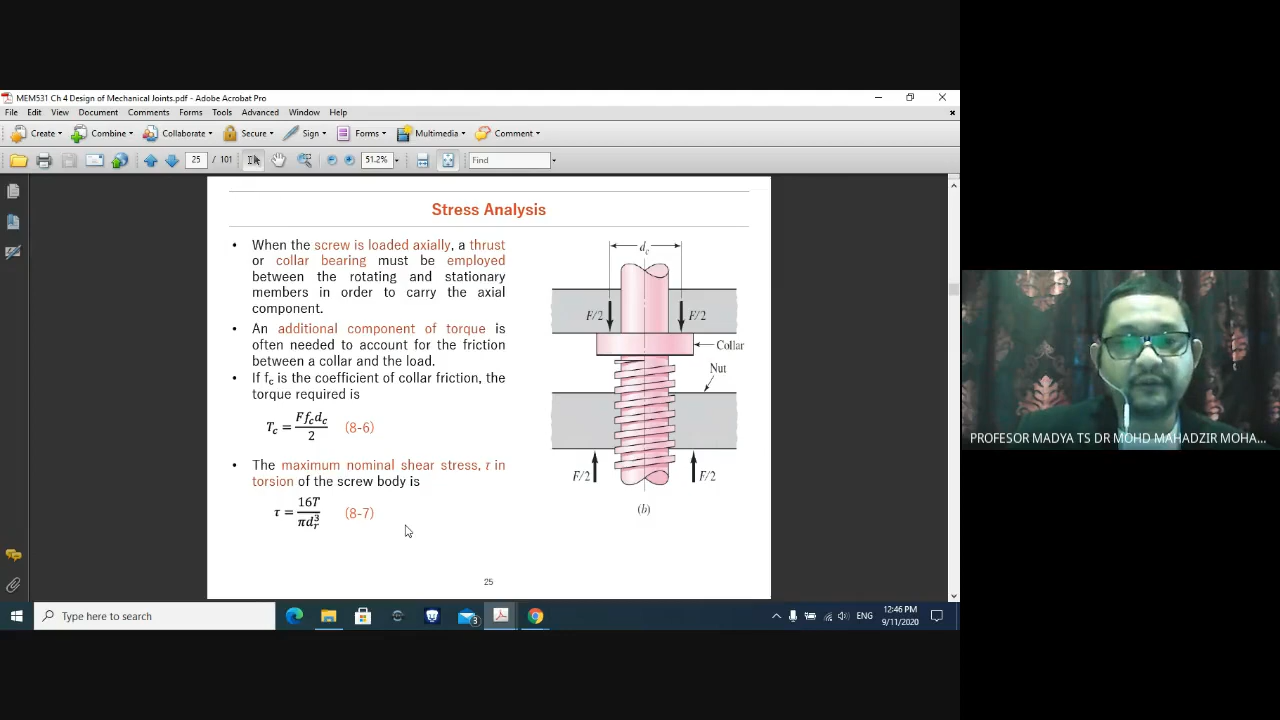 MEM531 Ch 4 Design of Mechanical Joints.pdf - Adobe Acrobat Pro
File Edit View Document Comments Forms Tools Advanced Window Help
Create Combine Collaborate Secure Sign Forms Multimedia Comment
25 / 101 51.2% Find
Stress Analysis
• When the screw is loaded axially, a thrust
or collar bearing must be employed
between the rotating and stationary
members in order to carry the axial
component.
• An additional component of torque is
often needed to account for the friction
between a collar and the load.
• If fc is the coefficient of collar friction, the
torque required is
Tc = Ffcdc/2 (8-6)
• The maximum nominal shear stress, τ in
torsion of the screw body is
τ = 16T/πdr³ (8-7)
dc
F/2 F/2
Collar
Nut
F/2 F/2
(b)
25
PROFESOR MADYA TS DR MOHD MAHADZIR MOHA...
Type here to search
3
ENG
12:46 PM
9/11/2020